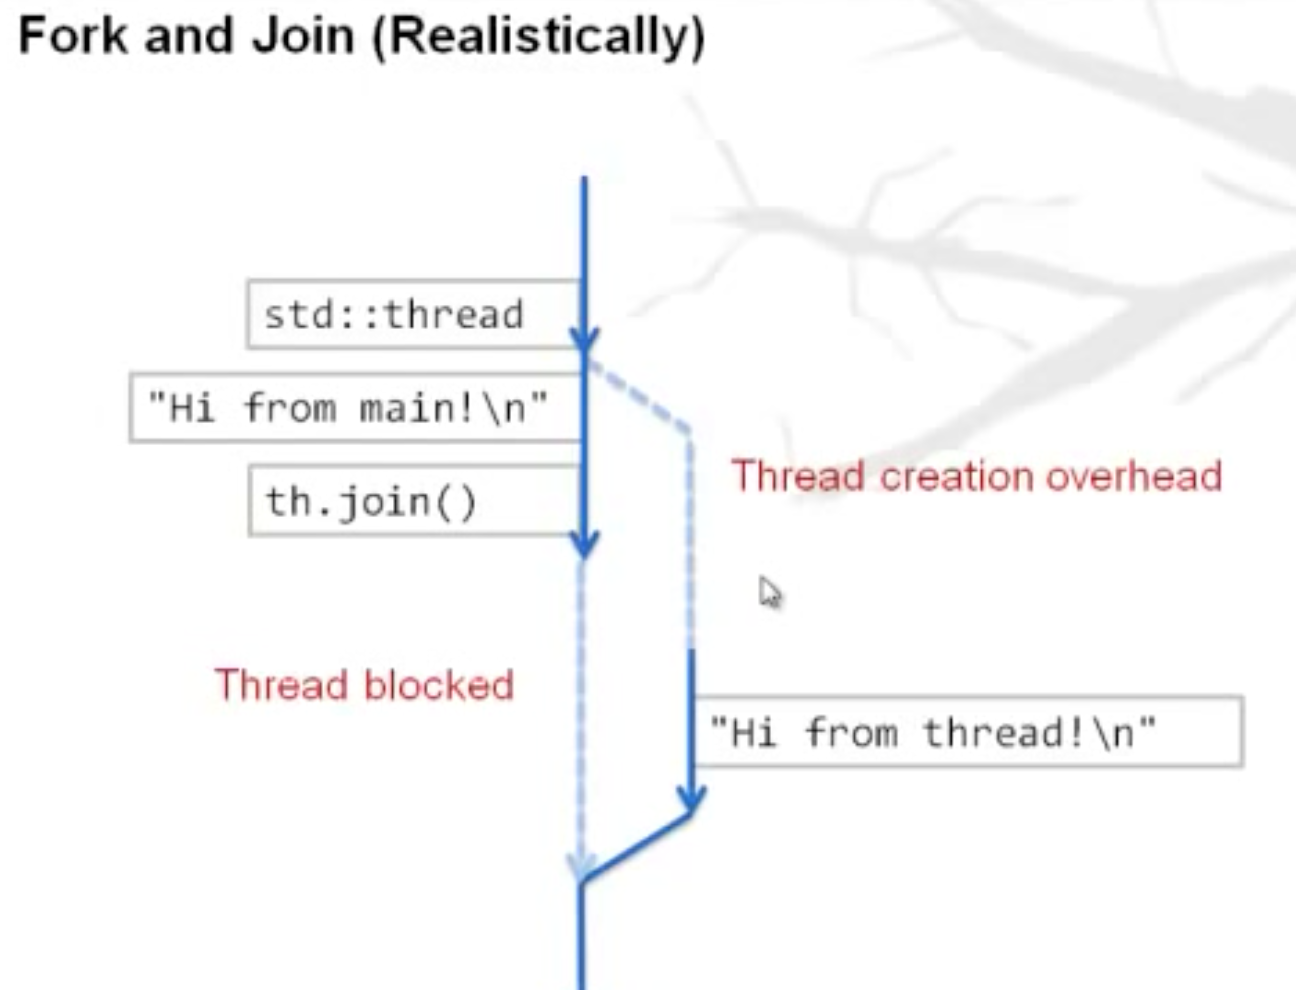 Fork and Join (Realistically)
std::thread
"Hi from main!\n"
th.join()
Thread creation overhead
Thread blocked
"Hi from thread!\n"